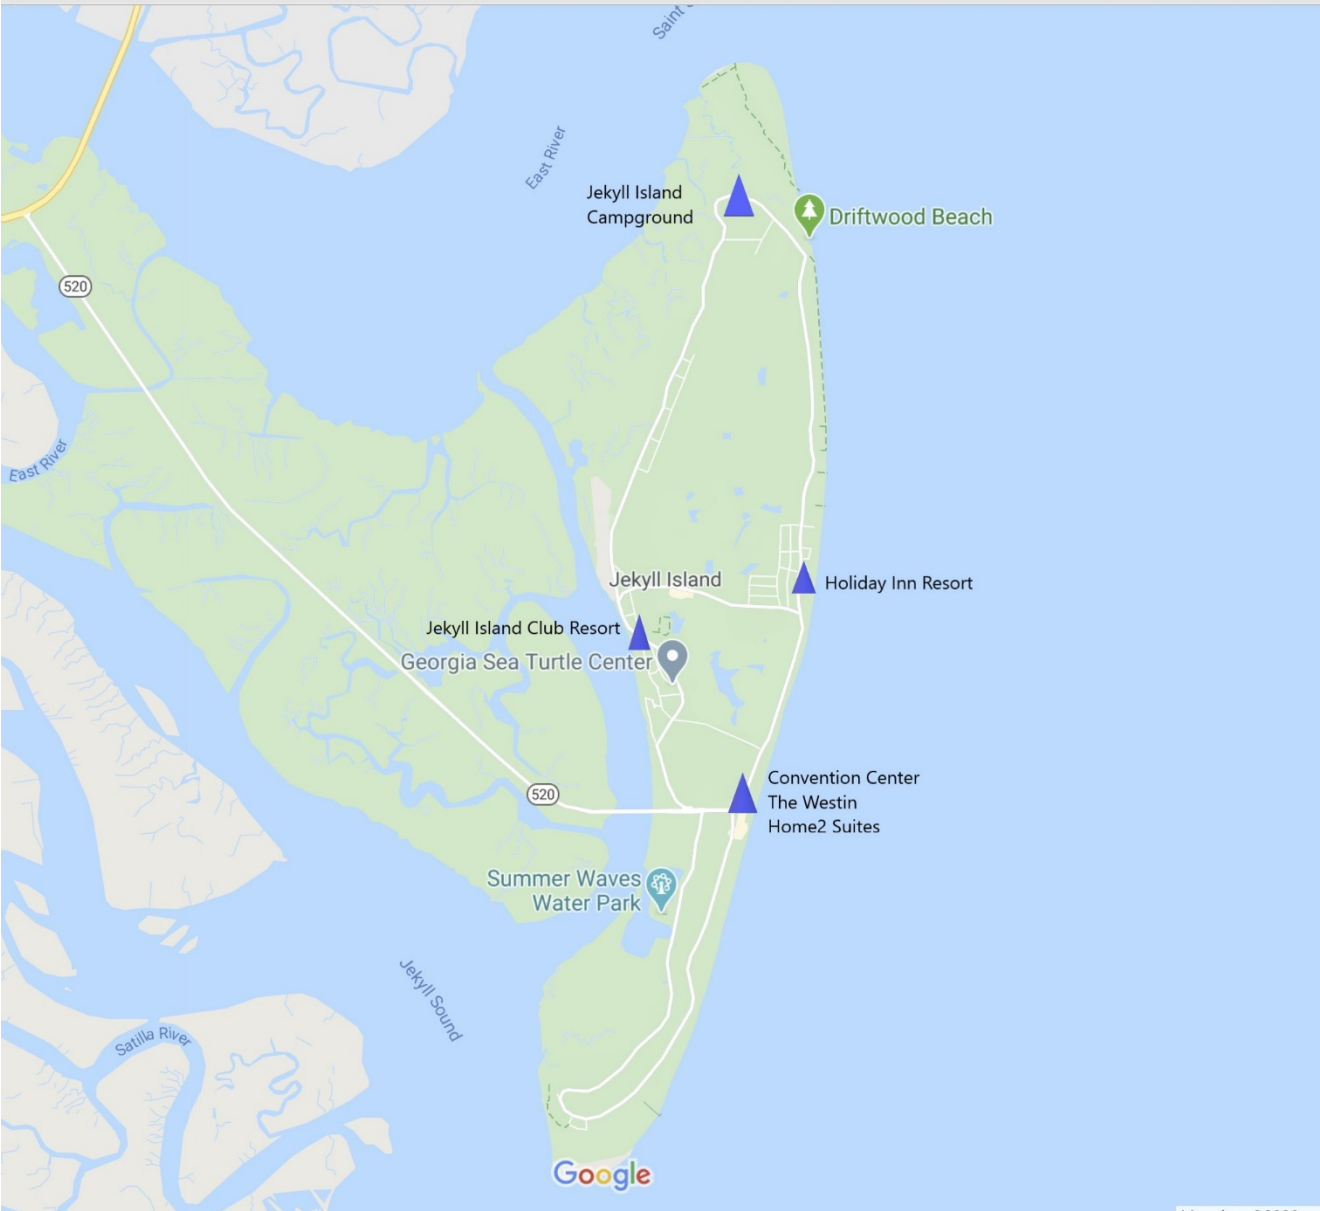 Saint
East River
Jekyll Island
Campground
Driftwood Beach
520
East River
Jekyll Island
Holiday Inn Resort
Jekyll Island Club Resort
Georgia Sea Turtle Center
Convention Center
The Westin
Home2 Suites
520
Summer Waves
Water Park
Jekyll Sound
Satilla River
Google